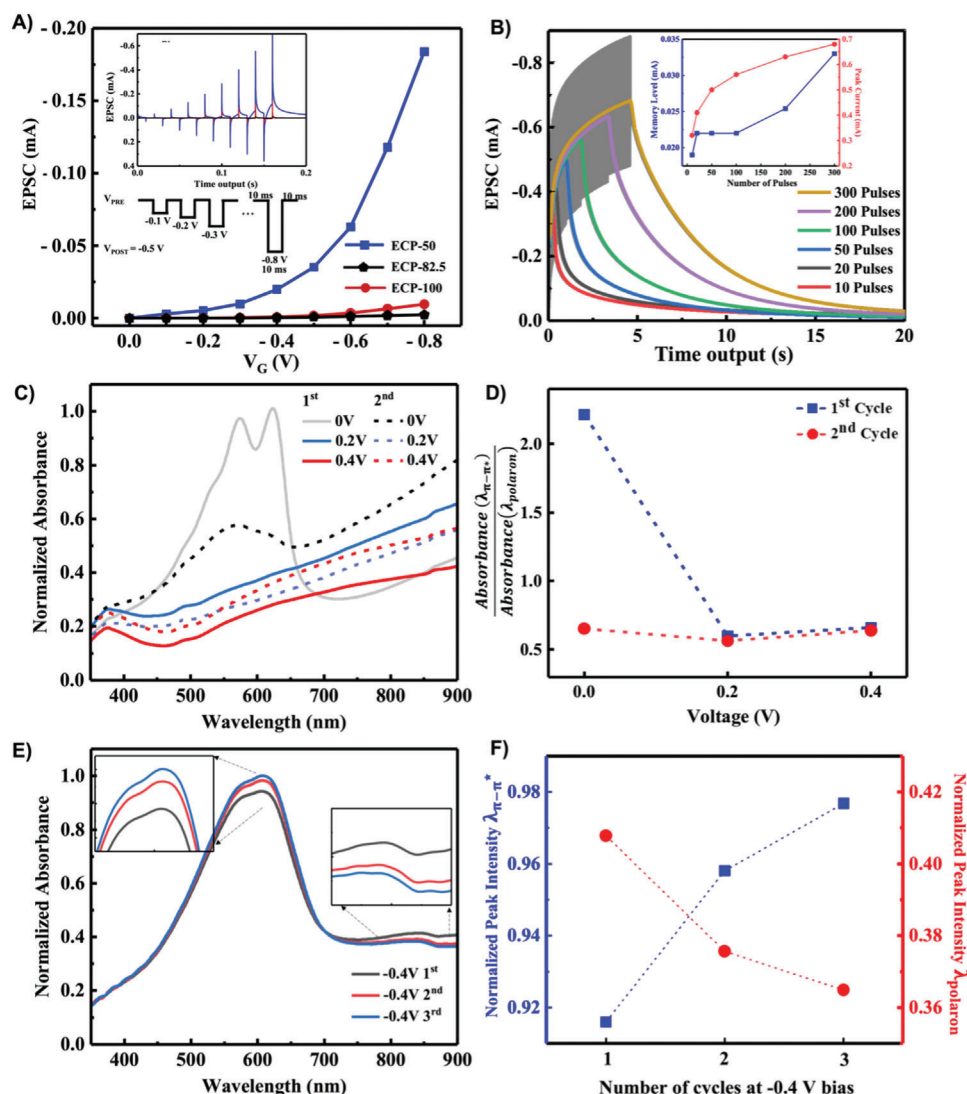 A)
- 0.20
- 0.15
- 0.10
- 0.05
0.00
EPSC (mA)
0.0 - 0.2 - 0.4 - 0.6 - 0.8
V_G (V)
- 0.6
- 0.4
- 0.2
0.0
0.2
0.4
EPSC (mA)
0.0 0.1 0.2
Time output (s)
V_PRE
-0.1 V
-0.2 V
-0.3 V
...
10 ms 10 ms
-0.8 V
10 ms
V_POST = -0.5 V
ECP-50
ECP-82.5
ECP-100
B)
-0.8
-0.6
-0.4
-0.2
0.0
EPSC (mA)
0 5 10 15 20
Time output (s)
0.035
0.030
0.025
0.020
Memory Level (mA)
0.7
0.6
0.5
0.4
0.3
0.2
Peak Current (mA)
0 50 100 150 200 250 300
Number of Pulses
300 Pulses
200 Pulses
100 Pulses
50 Pulses
20 Pulses
10 Pulses
C)
1.0
0.8
0.6
0.4
0.2
0.0
Normalized Absorbance
400 500 600 700 800 900
Wavelength (nm)
1st 2nd
0V 0V
0.2V 0.2V
0.4V 0.4V
D)
2.0
1.5
1.0
0.5
Absorbance (λπ−π*)
Absorbance(λpolaron)
0.0 0.2 0.4
Voltage (V)
1st Cycle
2nd Cycle
E)
1.0
0.8
0.6
0.4
0.2
0.0
Normalized Absorbance
400 500 600 700 800 900
Wavelength (nm)
-0.4V 1st
-0.4V 2nd
-0.4V 3rd
F)
0.98
0.96
0.94
0.92
Normalized Peak Intensity λπ−π*
0.42
0.40
0.38
0.36
Normalized Peak Intensity λpolaron
1 2 3
Number of cycles at -0.4 V bias